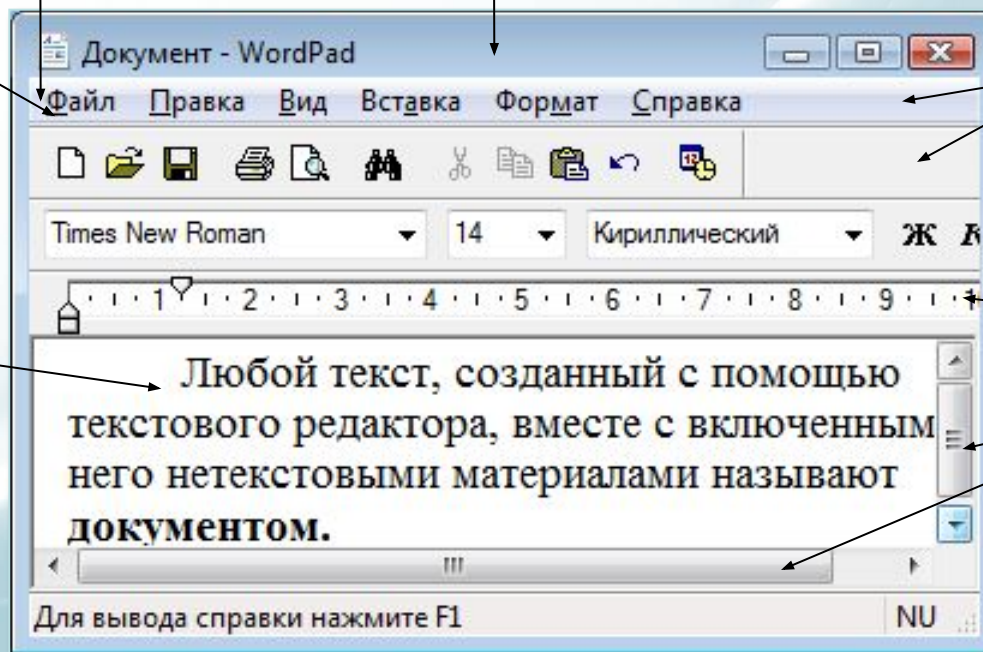 Документ - WordPad
Файл Правка Вид Вставка Формат Справка
12
Times New Roman 14 Кириллический Ж К
1 2 3 4 5 6 7 8 9 1
Любой текст, созданный с помощью
текстового редактора, вместе с включенным
него нетекстовыми материалами называют
документом.
Для вывода справки нажмите F1 NU